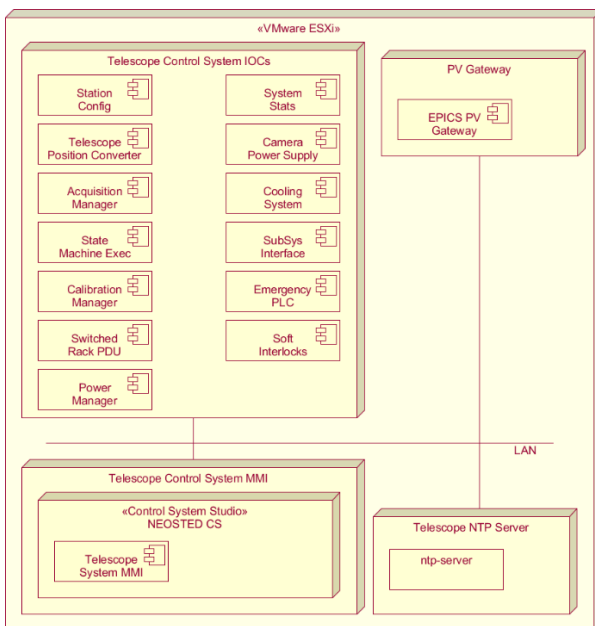 «VMware ESXi»
Telescope Control System IOCs
Station
Config
System
Stats
Telescope
Position Converter
Camera
Power Supply
Acquisition
Manager
Cooling
System
State
Machine Exec
SubSys
Interface
Calibration
Manager
Emergency
PLC
Switched
Rack PDU
Soft
Interlocks
Power
Manager
PV Gateway
EPICS PV
Gateway
LAN
Telescope Control System MMI
«Control System Studio»
NEOSTED CS
Telescope
System MMI
Telescope NTP Server
ntp-server